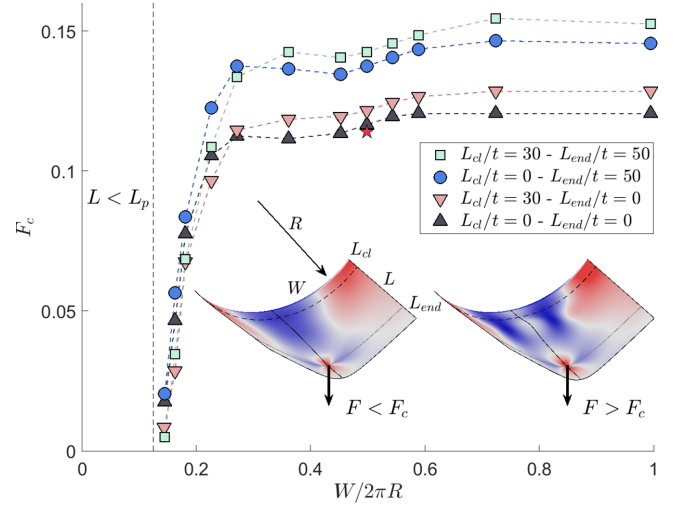 0.15
0.1
0.05
0
F_c
L < L_p
L_cl/t = 30 - L_end/t = 50
L_cl/t = 0 - L_end/t = 50
L_cl/t = 30 - L_end/t = 0
L_cl/t = 0 - L_end/t = 0
R
L_cl
W
L
L_end
F < F_c
F > F_c
0 0.2 0.4 0.6 0.8 1
W/2πR